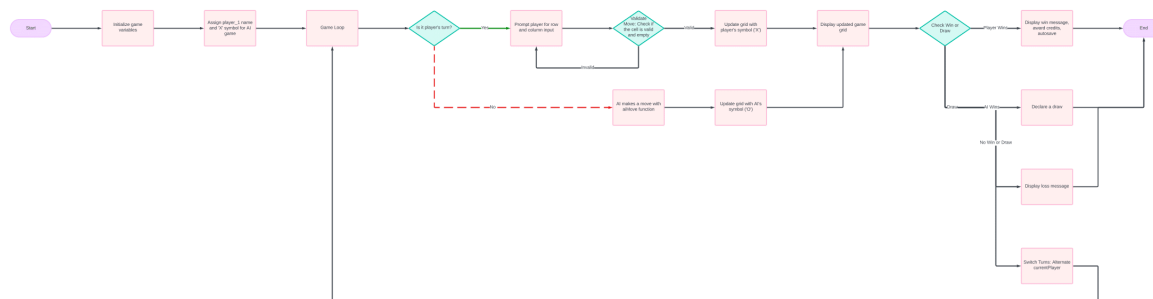 Start
Initialize game
variables
Assign player_1 name
and 'X' symbol for AI
game
Game Loop
Is it player's turn?
Yes
Prompt player for row
and column input
Validate
Move: Check if
the cell is valid
and empty
Valid
Invalid
Update grid with
player's symbol ('X')
Display updated game
grid
Check Win or
Draw
Player Wins
Display win message,
award credits,
autosave
End
No
AI makes a move with
aiMove function
Update grid with AI's
symbol ('O')
Draw
AI Wins
Declare a draw
No Win or Draw
Display loss message
Switch Turns: Alternate
currentPlayer